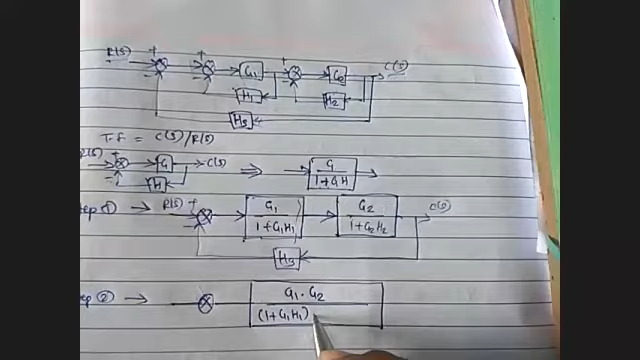 R(S) + - + - G1 + - G2 C(S)
H1 H2
H3
T.F = C(S)/R(S)
R(S) + - G → C(S) ⇒ → G / 1+GH →
H
Step ① → R(S) + - G1 / 1+G1H1 → G2 / 1+G2H2 → C(S)
H3
Step ② → ⊗ G1 · G2 / (1+G1H1)